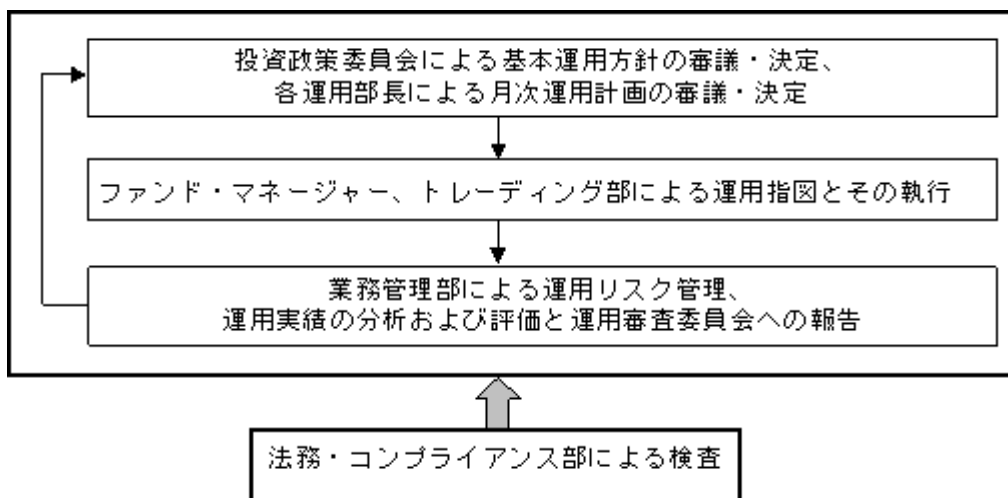 投資政策委員会による基本運用方針の審議・決定、
各運用部長による月次運用計画の審議・決定
ファンド・マネージャー、トレーディング部による運用指図とその執行
業務管理部による運用リスク管理、
運用実績の分析および評価と運用審査委員会への報告
法務・コンプライアンス部による検査